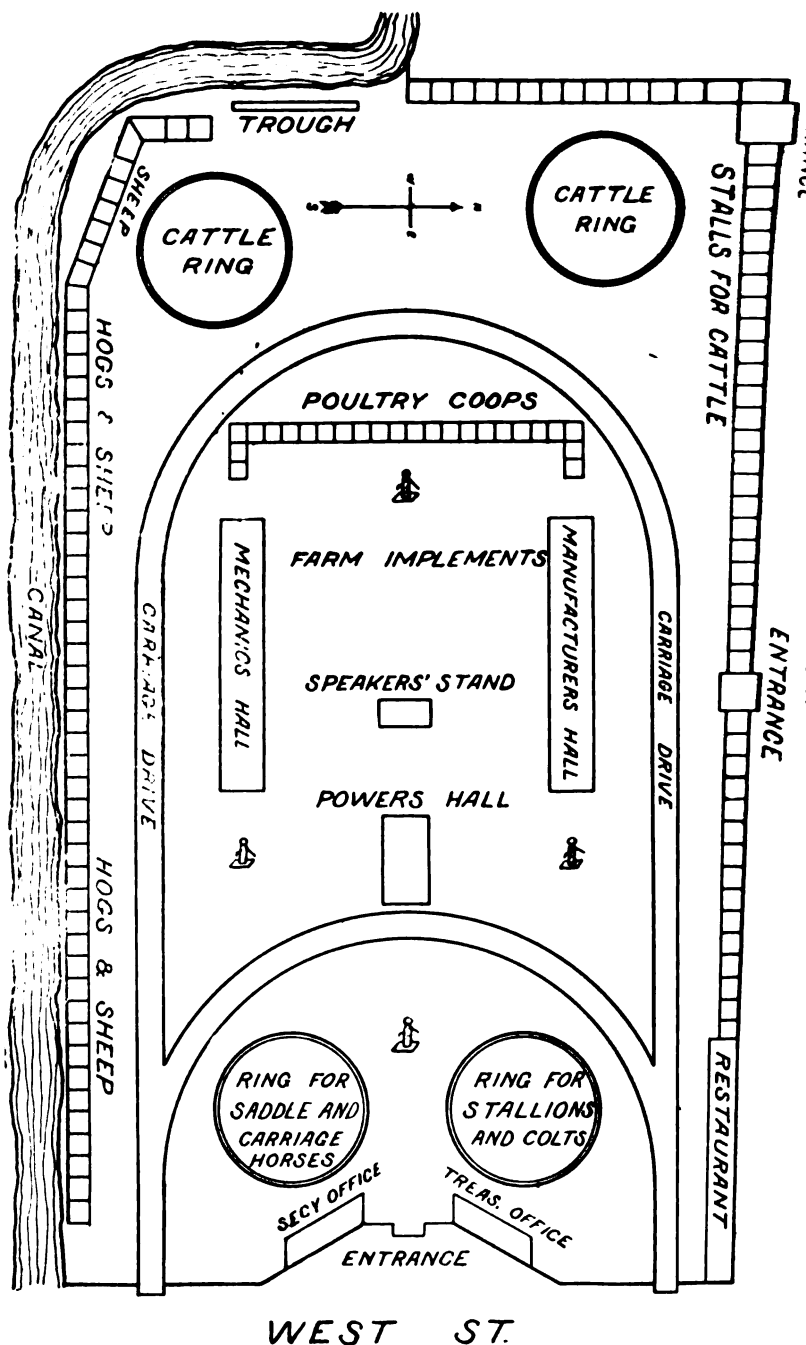 TROUGH
SHEEP
CATTLE
RING
S
N
CATTLE
RING
STALLS FOR CATTLE
HOGS & SHEEP
POULTRY COOPS
CANAL
MECHANICS HALL
FARM IMPLEMENTS
MANUFACTURERS HALL
CARRIAGE DRIVE
CARRIAGE DRIVE
SPEAKERS' STAND
ENTRANCE
POWERS HALL
HOGS & SHEEP
RING FOR
SADDLE AND
CARRIAGE
HORSES
RING FOR
STALLIONS
AND COLTS
RESTAURANT
SECY OFFICE
TREAS. OFFICE
ENTRANCE
WEST ST.